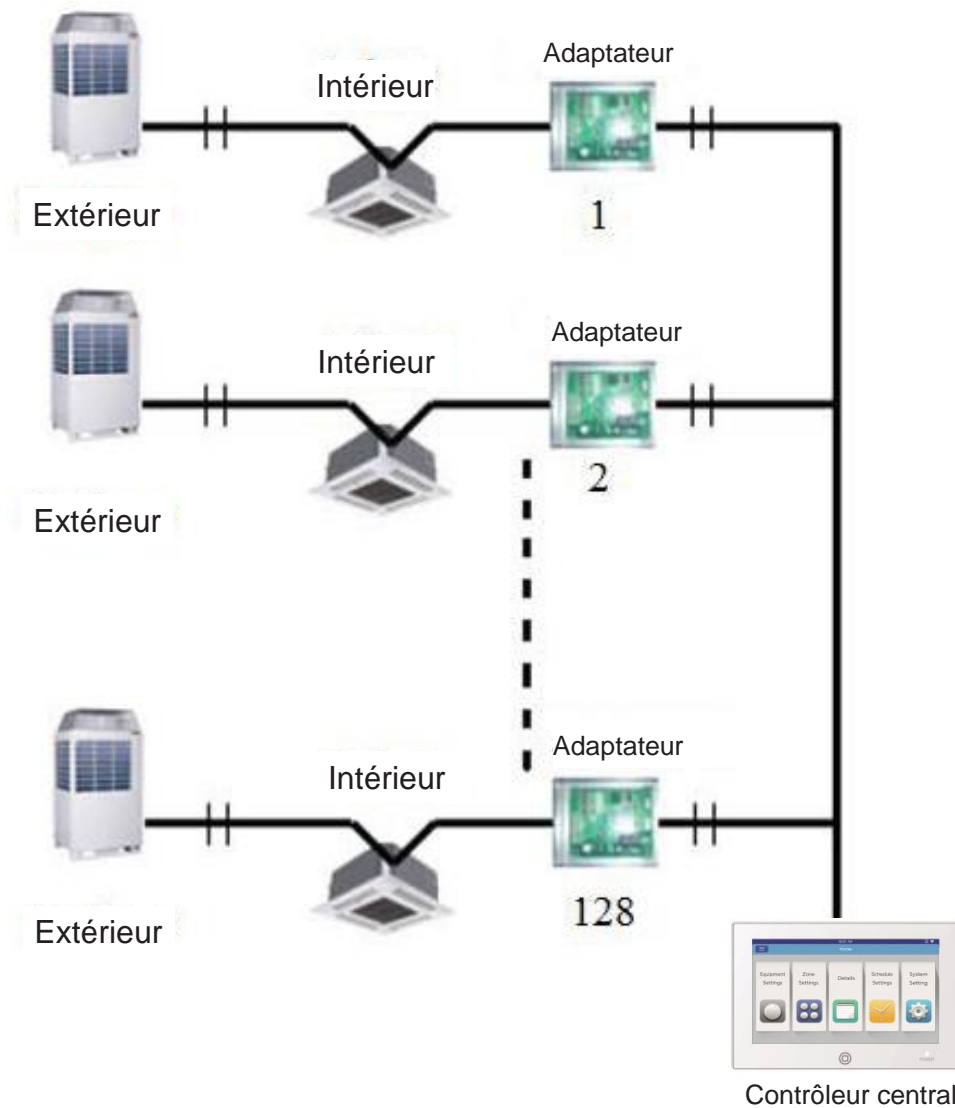 Adaptateur
Intérieur
1
Extérieur
Adaptateur
Intérieur
2
Extérieur
Adaptateur
Intérieur
128
Extérieur
Home
Equipment Settings
Zone Settings
Details
Schedule Settings
System Setting
Contrôleur central